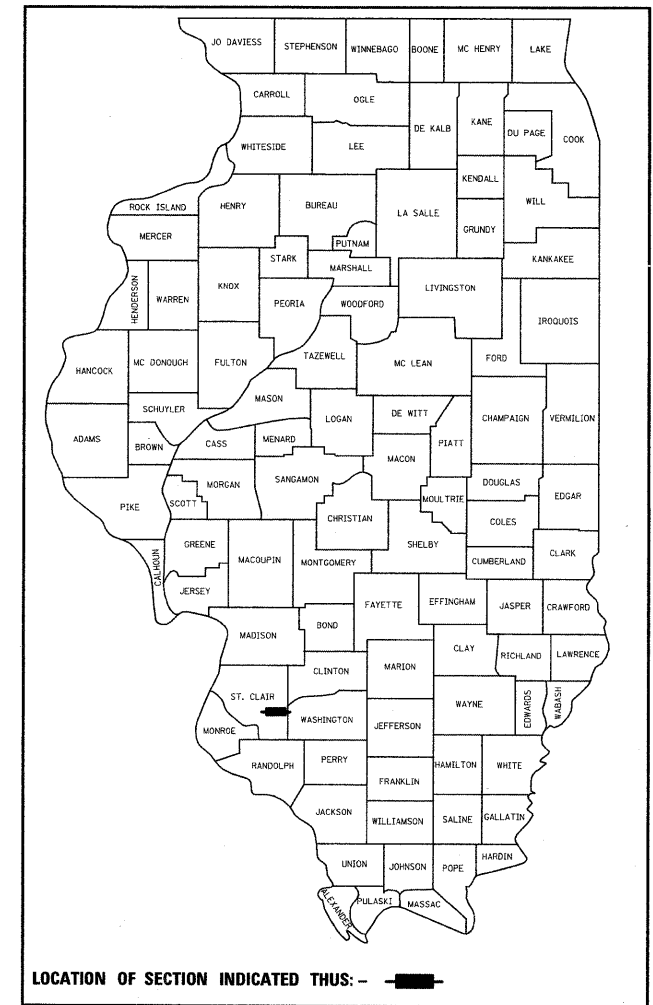 JO DAVIESS
STEPHENSON
WINNEBAGO
BOONE
MC HENRY
LAKE
CARROLL
OGLE
DE KALB
KANE
DU PAGE
COOK
WHITESIDE
LEE
KENDALL
WILL
ROCK ISLAND
HENRY
BUREAU
LA SALLE
GRUNDY
MERCER
PUTNAM
STARK
MARSHALL
KANKAKEE
HENDERSON
WARREN
KNOX
PEORIA
WOODFORD
LIVINGSTON
IROQUOIS
HANCOCK
MC DONOUGH
FULTON
TAZEWELL
MC LEAN
FORD
SCHUYLER
MASON
LOGAN
DE WITT
CHAMPAIGN
VERMILION
ADAMS
BROWN
CASS
MENARD
MACON
PIATT
MORGAN
SANGAMON
DOUGLAS
EDGAR
PIKE
SCOTT
CHRISTIAN
MOULTRIE
COLES
GREENE
MACOUPIN
MONTGOMERY
SHELBY
CUMBERLAND
CLARK
CALHOUN
JERSEY
FAYETTE
EFFINGHAM
JASPER
CRAWFORD
MADISON
BOND
CLAY
RICHLAND
LAWRENCE
CLINTON
MARION
ST. CLAIR
WAYNE
EDWARDS
WABASH
MONROE
WASHINGTON
JEFFERSON
RANDOLPH
PERRY
HAMILTON
WHITE
FRANKLIN
JACKSON
WILLIAMSON
SALINE
GALLATIN
UNION
JOHNSON
POPE
HARDIN
ALEXANDER
PULASKI
MASSAC
LOCATION OF SECTION INDICATED THUS: –